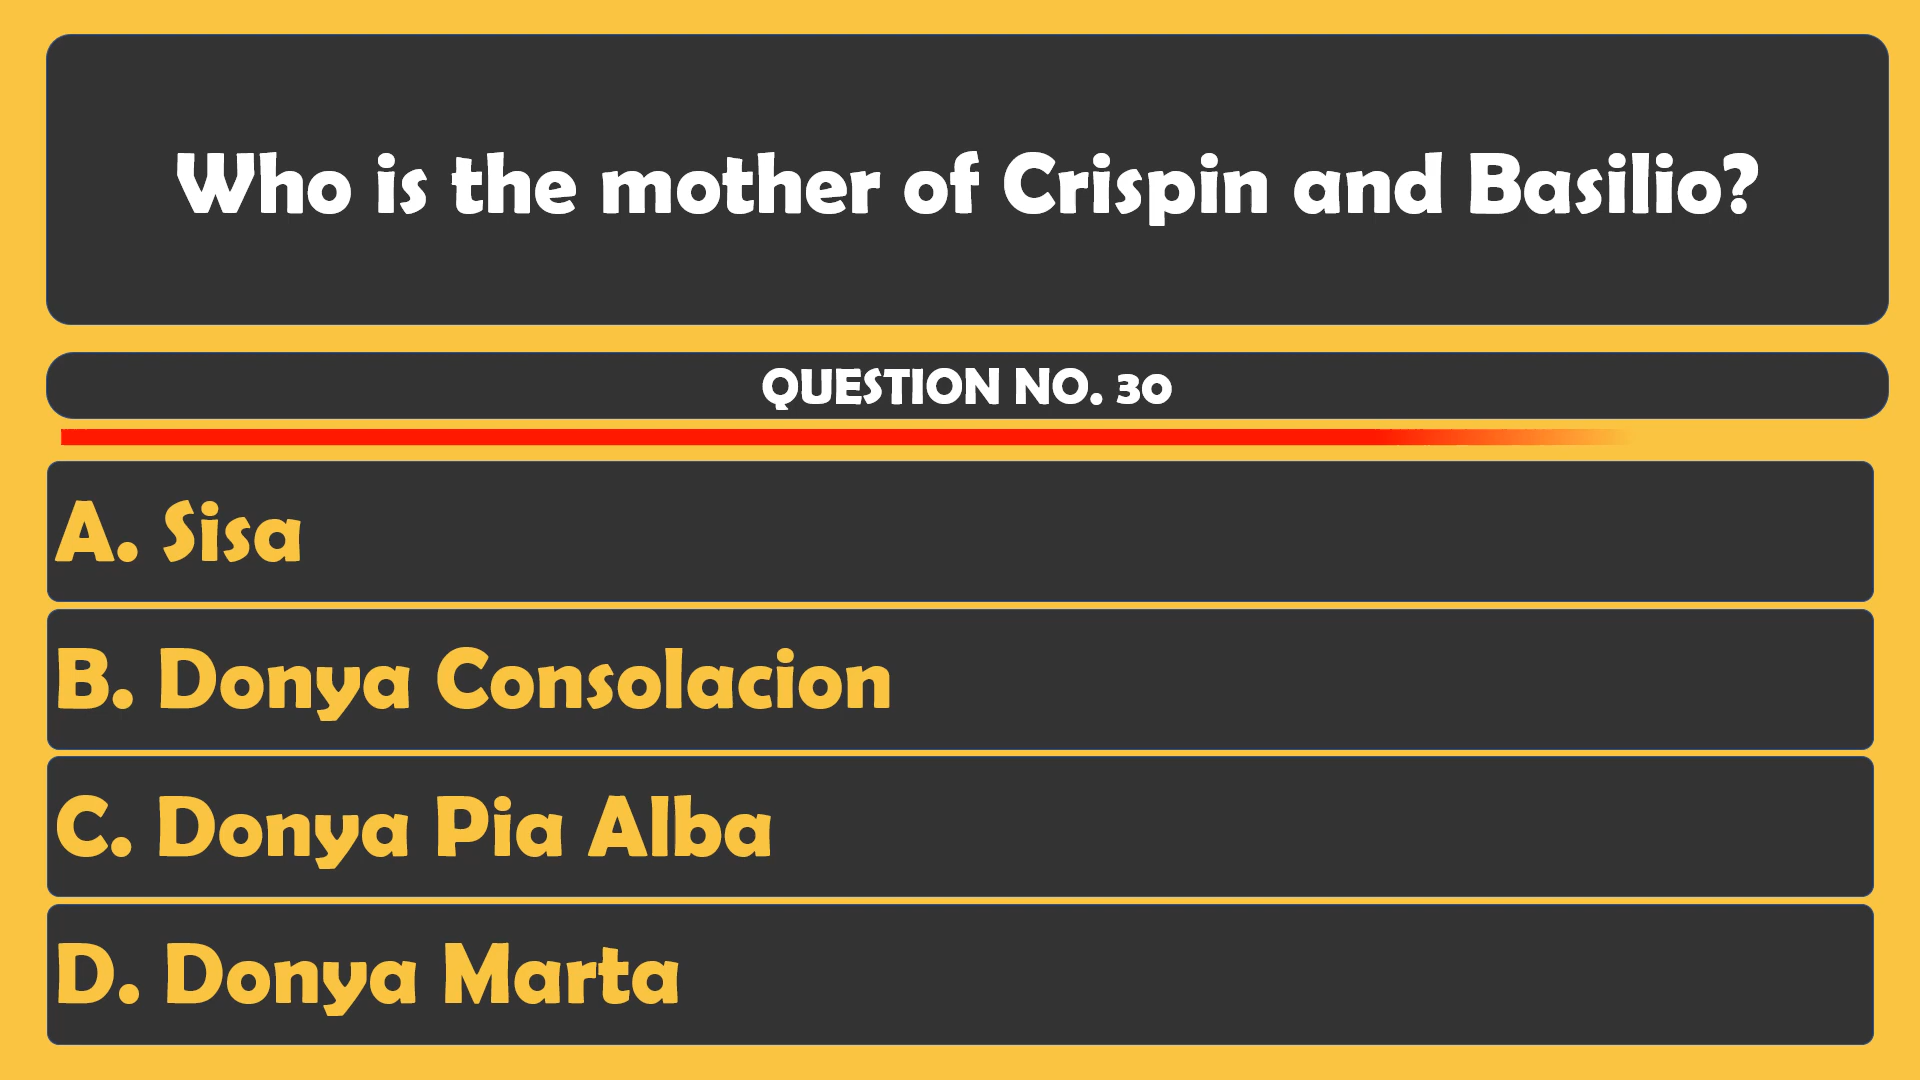 Who is the mother of Crispin and Basilio?
QUESTION NO. 30
A. Sisa
B. Donya Consolacion
C. Donya Pia Alba
D. Donya Marta